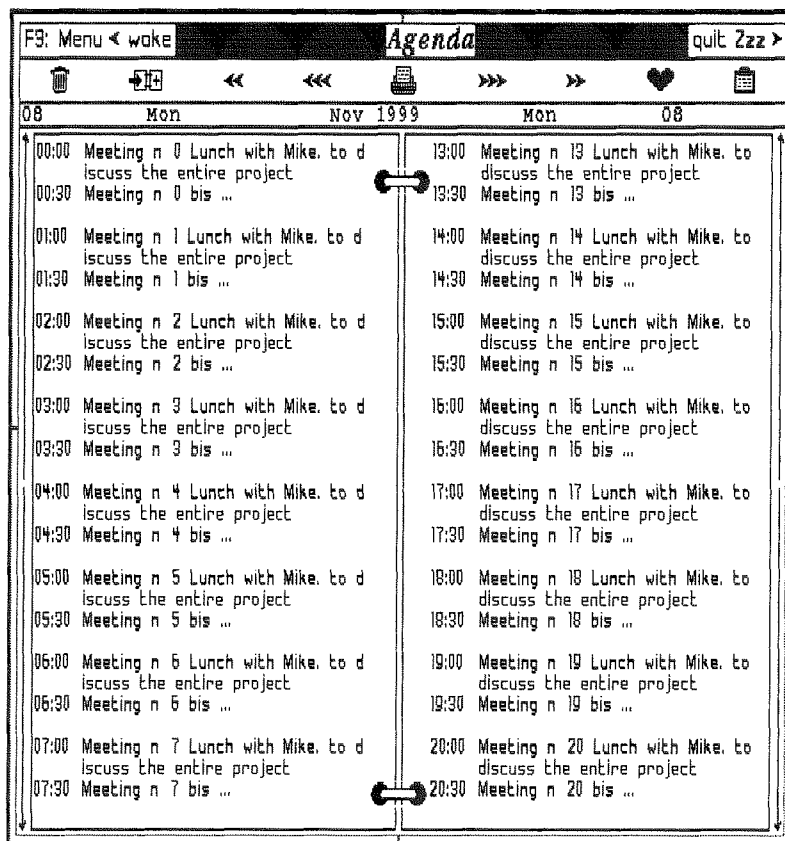 F9: Menu < woke Agenda quit Zzz >
08 Mon Nov 1999 Mon 08
00:00 Meeting n 0 Lunch with Mike. to d
iscuss the entire project
00:30 Meeting n 0 bis ...
01:00 Meeting n 1 Lunch with Mike. to d
iscuss the entire project
01:30 Meeting n 1 bis ...
02:00 Meeting n 2 Lunch with Mike. to d
iscuss the entire project
02:30 Meeting n 2 bis ...
03:00 Meeting n 3 Lunch with Mike. to d
iscuss the entire project
03:30 Meeting n 3 bis ...
04:00 Meeting n 4 Lunch with Mike. to d
iscuss the entire project
04:30 Meeting n 4 bis ...
05:00 Meeting n 5 Lunch with Mike. to d
iscuss the entire project
05:30 Meeting n 5 bis ...
06:00 Meeting n 6 Lunch with Mike. to d
iscuss the entire project
06:30 Meeting n 6 bis ...
07:00 Meeting n 7 Lunch with Mike. to d
iscuss the entire project
07:30 Meeting n 7 bis ...
13:00 Meeting n 13 Lunch with Mike. to
discuss the entire project
13:30 Meeting n 13 bis ...
14:00 Meeting n 14 Lunch with Mike. to
discuss the entire project
14:30 Meeting n 14 bis ...
15:00 Meeting n 15 Lunch with Mike. to
discuss the entire project
15:30 Meeting n 15 bis ...
16:00 Meeting n 16 Lunch with Mike. to
discuss the entire project
16:30 Meeting n 16 bis ...
17:00 Meeting n 17 Lunch with Mike. to
discuss the entire project
17:30 Meeting n 17 bis ...
18:00 Meeting n 18 Lunch with Mike. to
discuss the entire project
18:30 Meeting n 18 bis ...
19:00 Meeting n 19 Lunch with Mike. to
discuss the entire project
19:30 Meeting n 19 bis ...
20:00 Meeting n 20 Lunch with Mike. to
discuss the entire project
20:30 Meeting n 20 bis ...